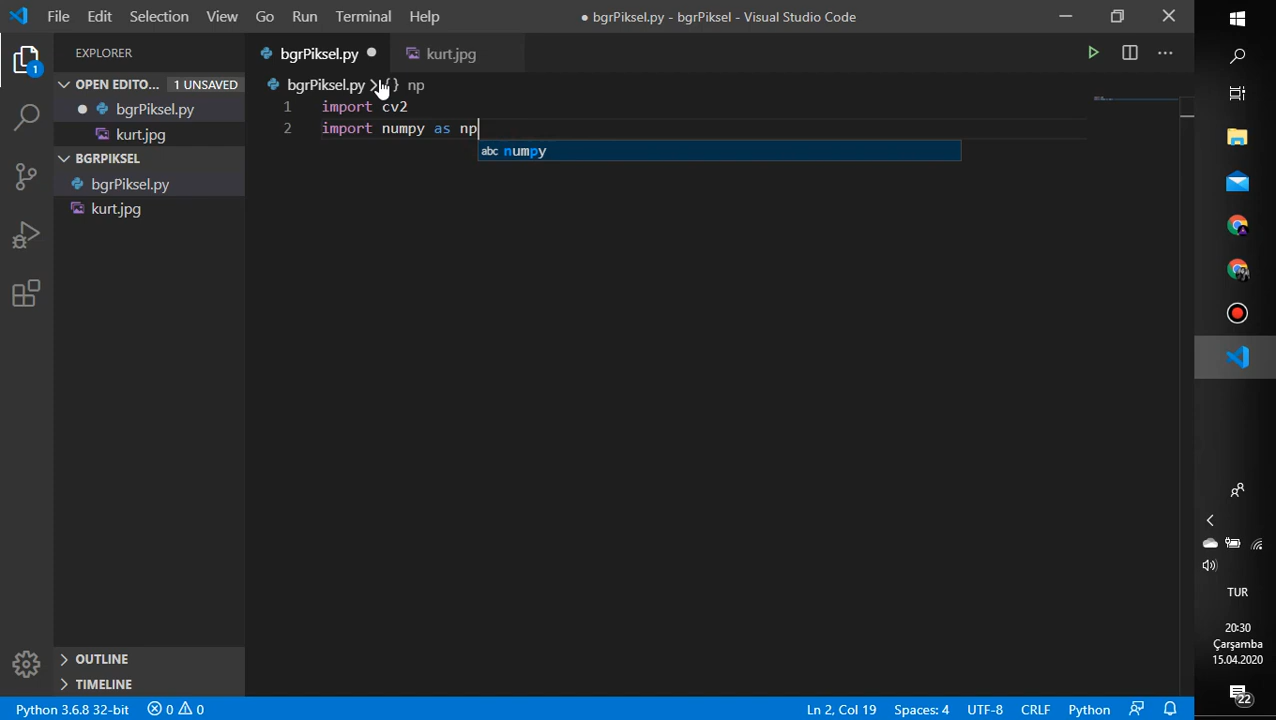 File Edit Selection View Go Run Terminal Help
● bgrPiksel.py - bgrPiksel - Visual Studio Code
EXPLORER
OPEN EDITO... 1 UNSAVED
bgrPiksel.py
kurt.jpg
BGRPIKSEL
bgrPiksel.py
kurt.jpg
OUTLINE
TIMELINE
bgrPiksel.py
kurt.jpg
bgrPiksel.py > {} np
1 import cv2
2 import numpy as np
abc numpy
1
Python 3.6.8 32-bit 0 0
Ln 2, Col 19 Spaces: 4 UTF-8 CRLF Python
TUR
20:30
Çarşamba
15.04.2020
22